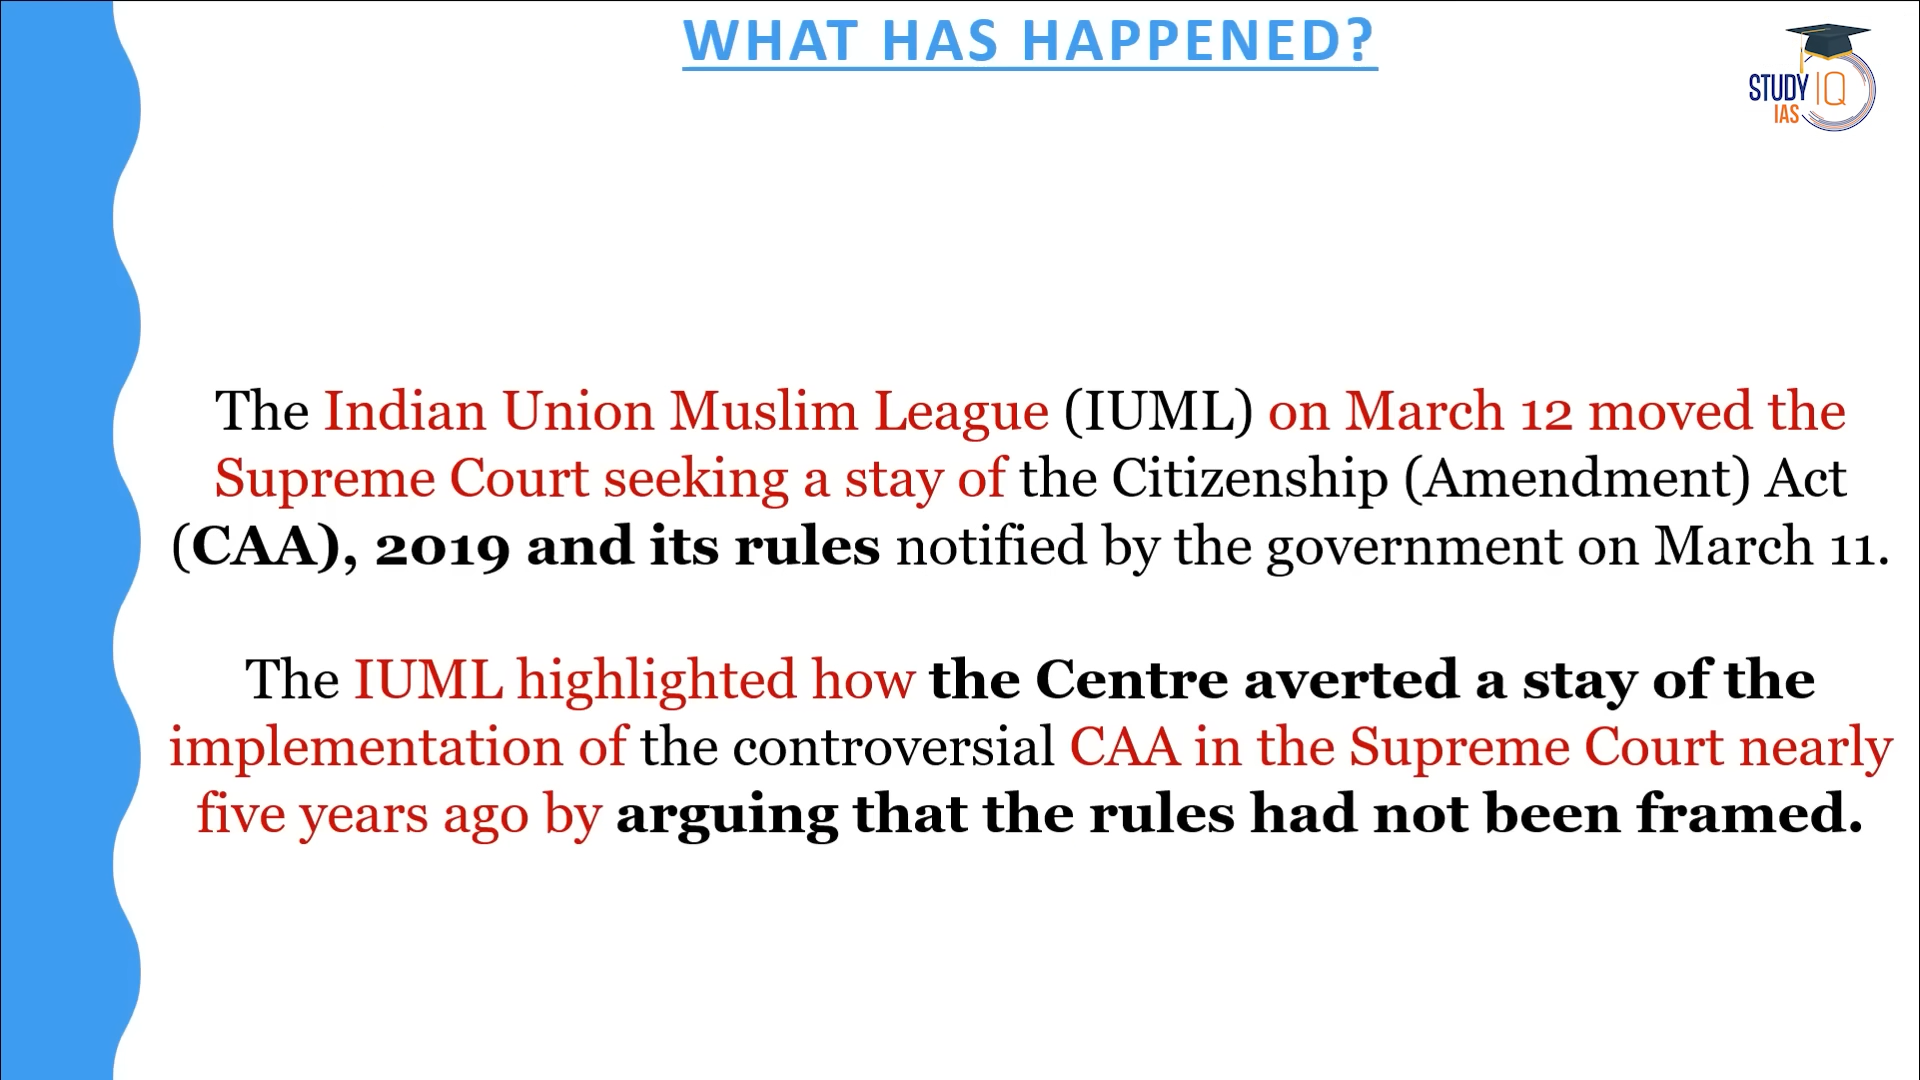 WHAT HAS HAPPENED?
STUDY IQ
IAS
The Indian Union Muslim League (IUML) on March 12 moved the
Supreme Court seeking a stay of the Citizenship (Amendment) Act
(CAA), 2019 and its rules notified by the government on March 11.
The IUML highlighted how the Centre averted a stay of the
implementation of the controversial CAA in the Supreme Court nearly
five years ago by arguing that the rules had not been framed.